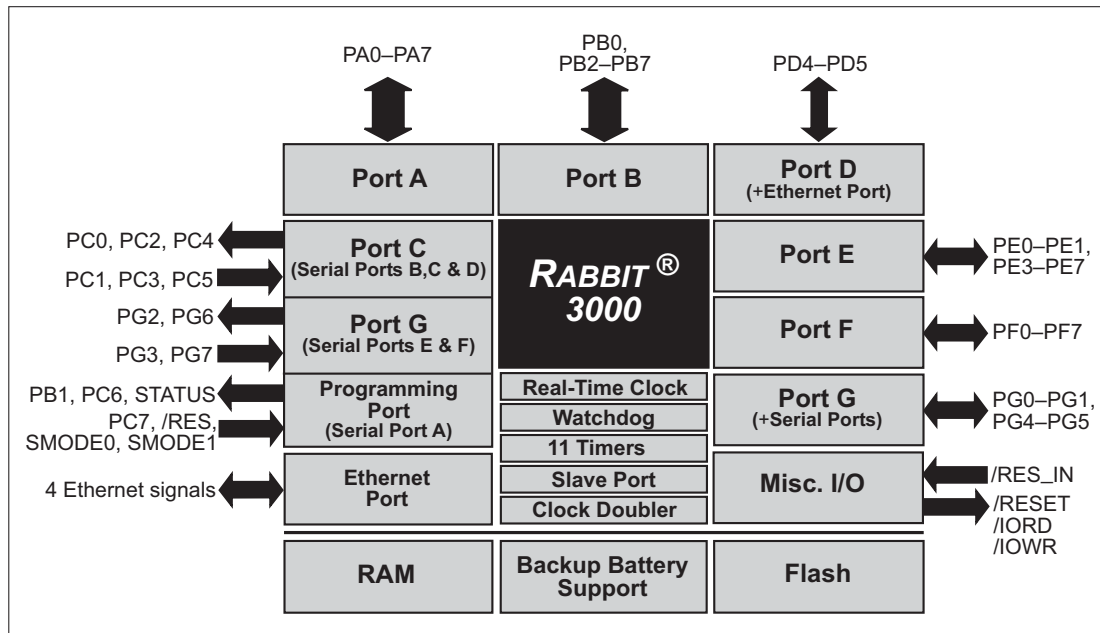 PA0–PA7
PB0,
PB2–PB7
PD4–PD5
Port A
Port B
Port D
(+Ethernet Port)
PC0, PC2, PC4
PC1, PC3, PC5
Port C
(Serial Ports B,C & D)
RABBIT ®
3000
Port E
PE0–PE1,
PE3–PE7
PG2, PG6
PG3, PG7
Port G
(Serial Ports E & F)
Port F
PF0–PF7
PB1, PC6, STATUS
PC7, /RES,
SMODE0, SMODE1
Programming
Port
(Serial Port A)
Real-Time Clock
Watchdog
11 Timers
Slave Port
Clock Doubler
Port G
(+Serial Ports)
PG0–PG1,
PG4–PG5
4 Ethernet signals
Ethernet
Port
Misc. I/O
/RES_IN
/RESET
/IORD
/IOWR
RAM
Backup Battery
Support
Flash